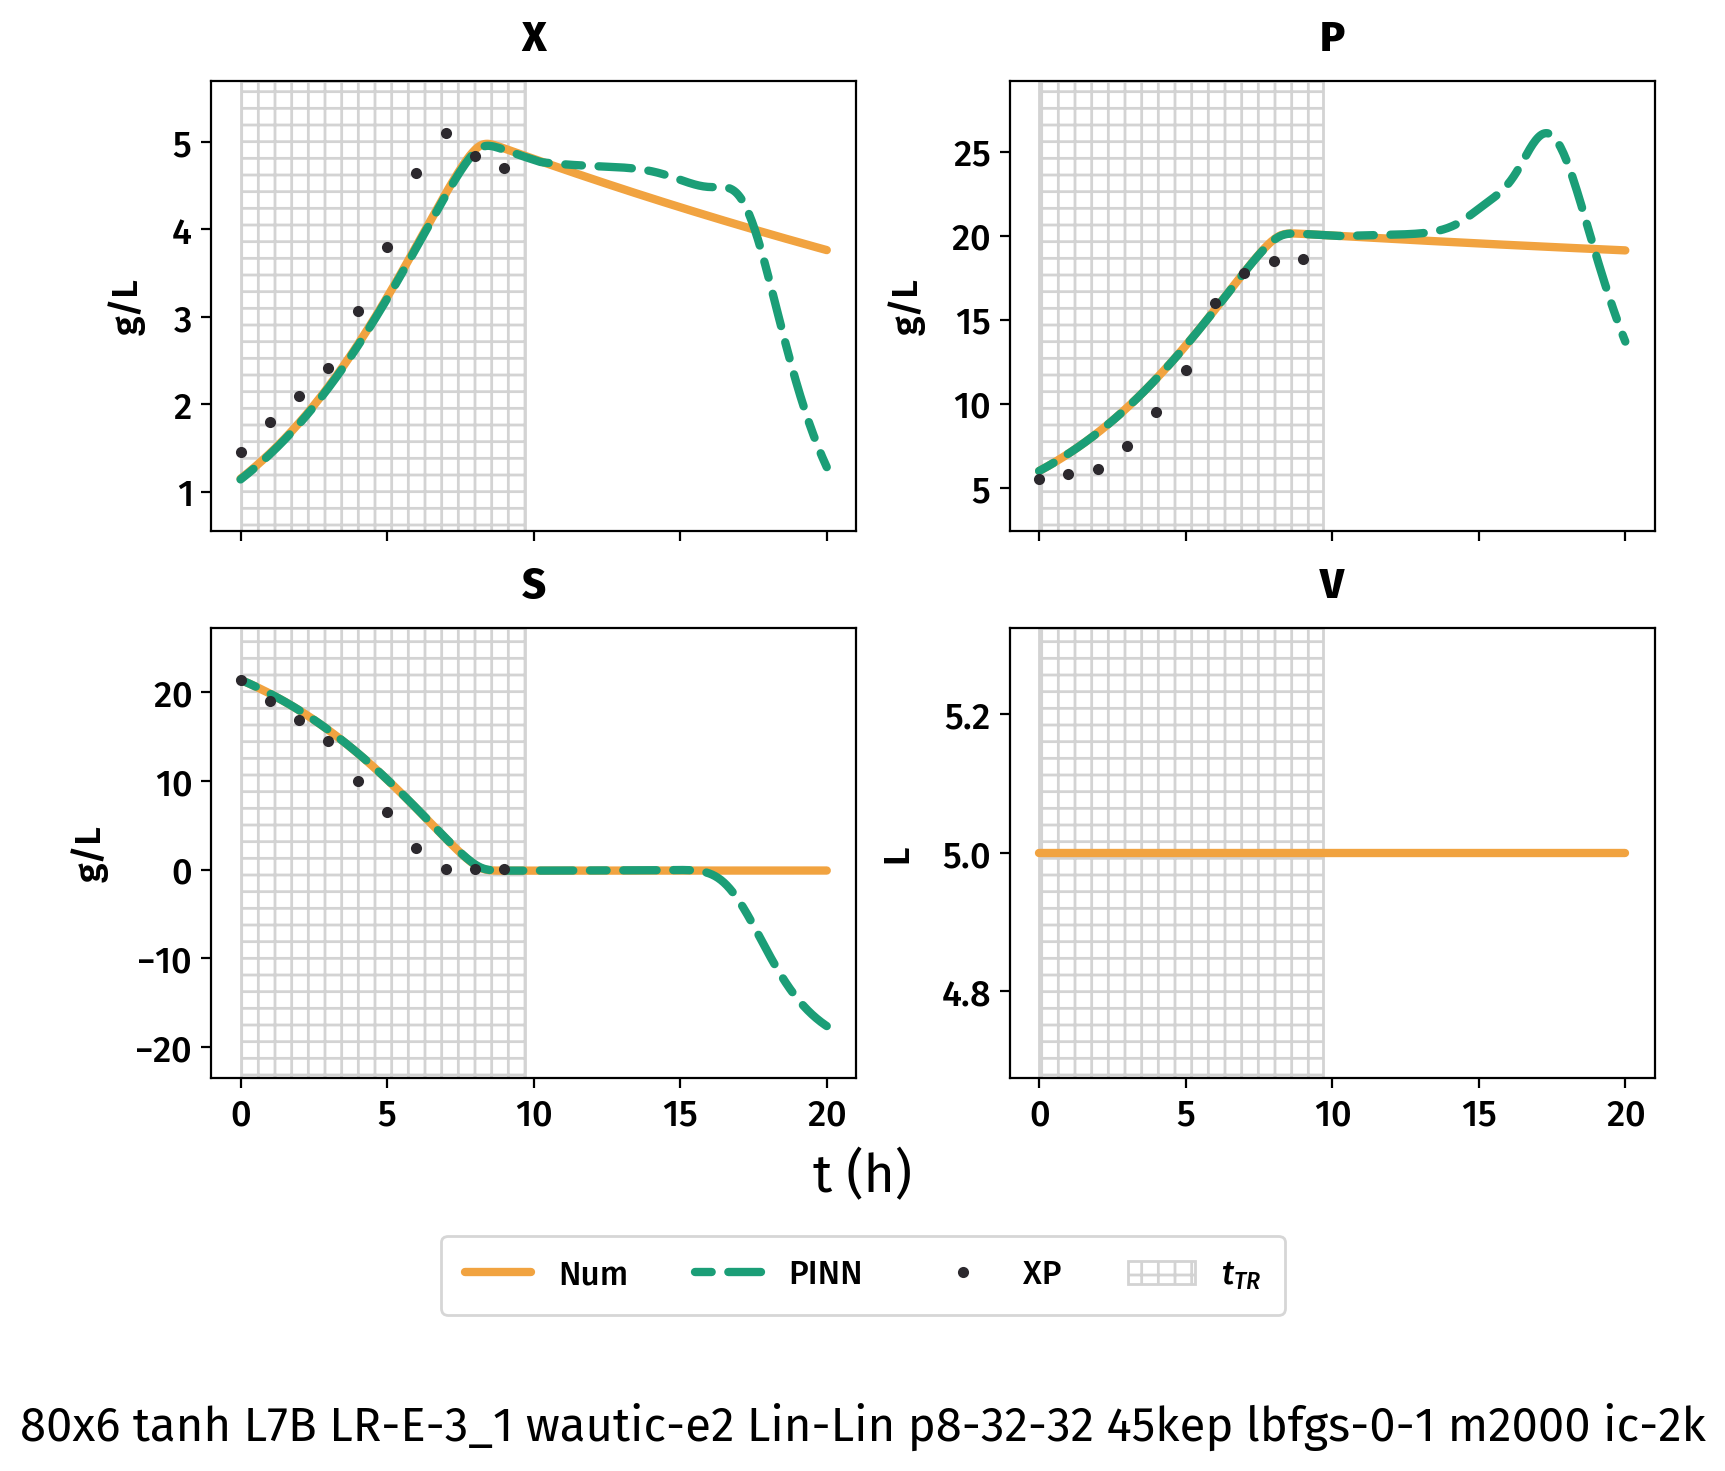 X
P
5
4
3
2
1
g/L
25
20
15
10
5
g/L
S
V
20
10
0
−10
−20
g/L
5.2
5.0
4.8
L
0 5 10 15 20
0 5 10 15 20
t (h)
Num PINN XP t_TR
80x6 tanh L7B LR-E-3_1 wautic-e2 Lin-Lin p8-32-32 45kep lbfgs-0-1 m2000 ic-2k